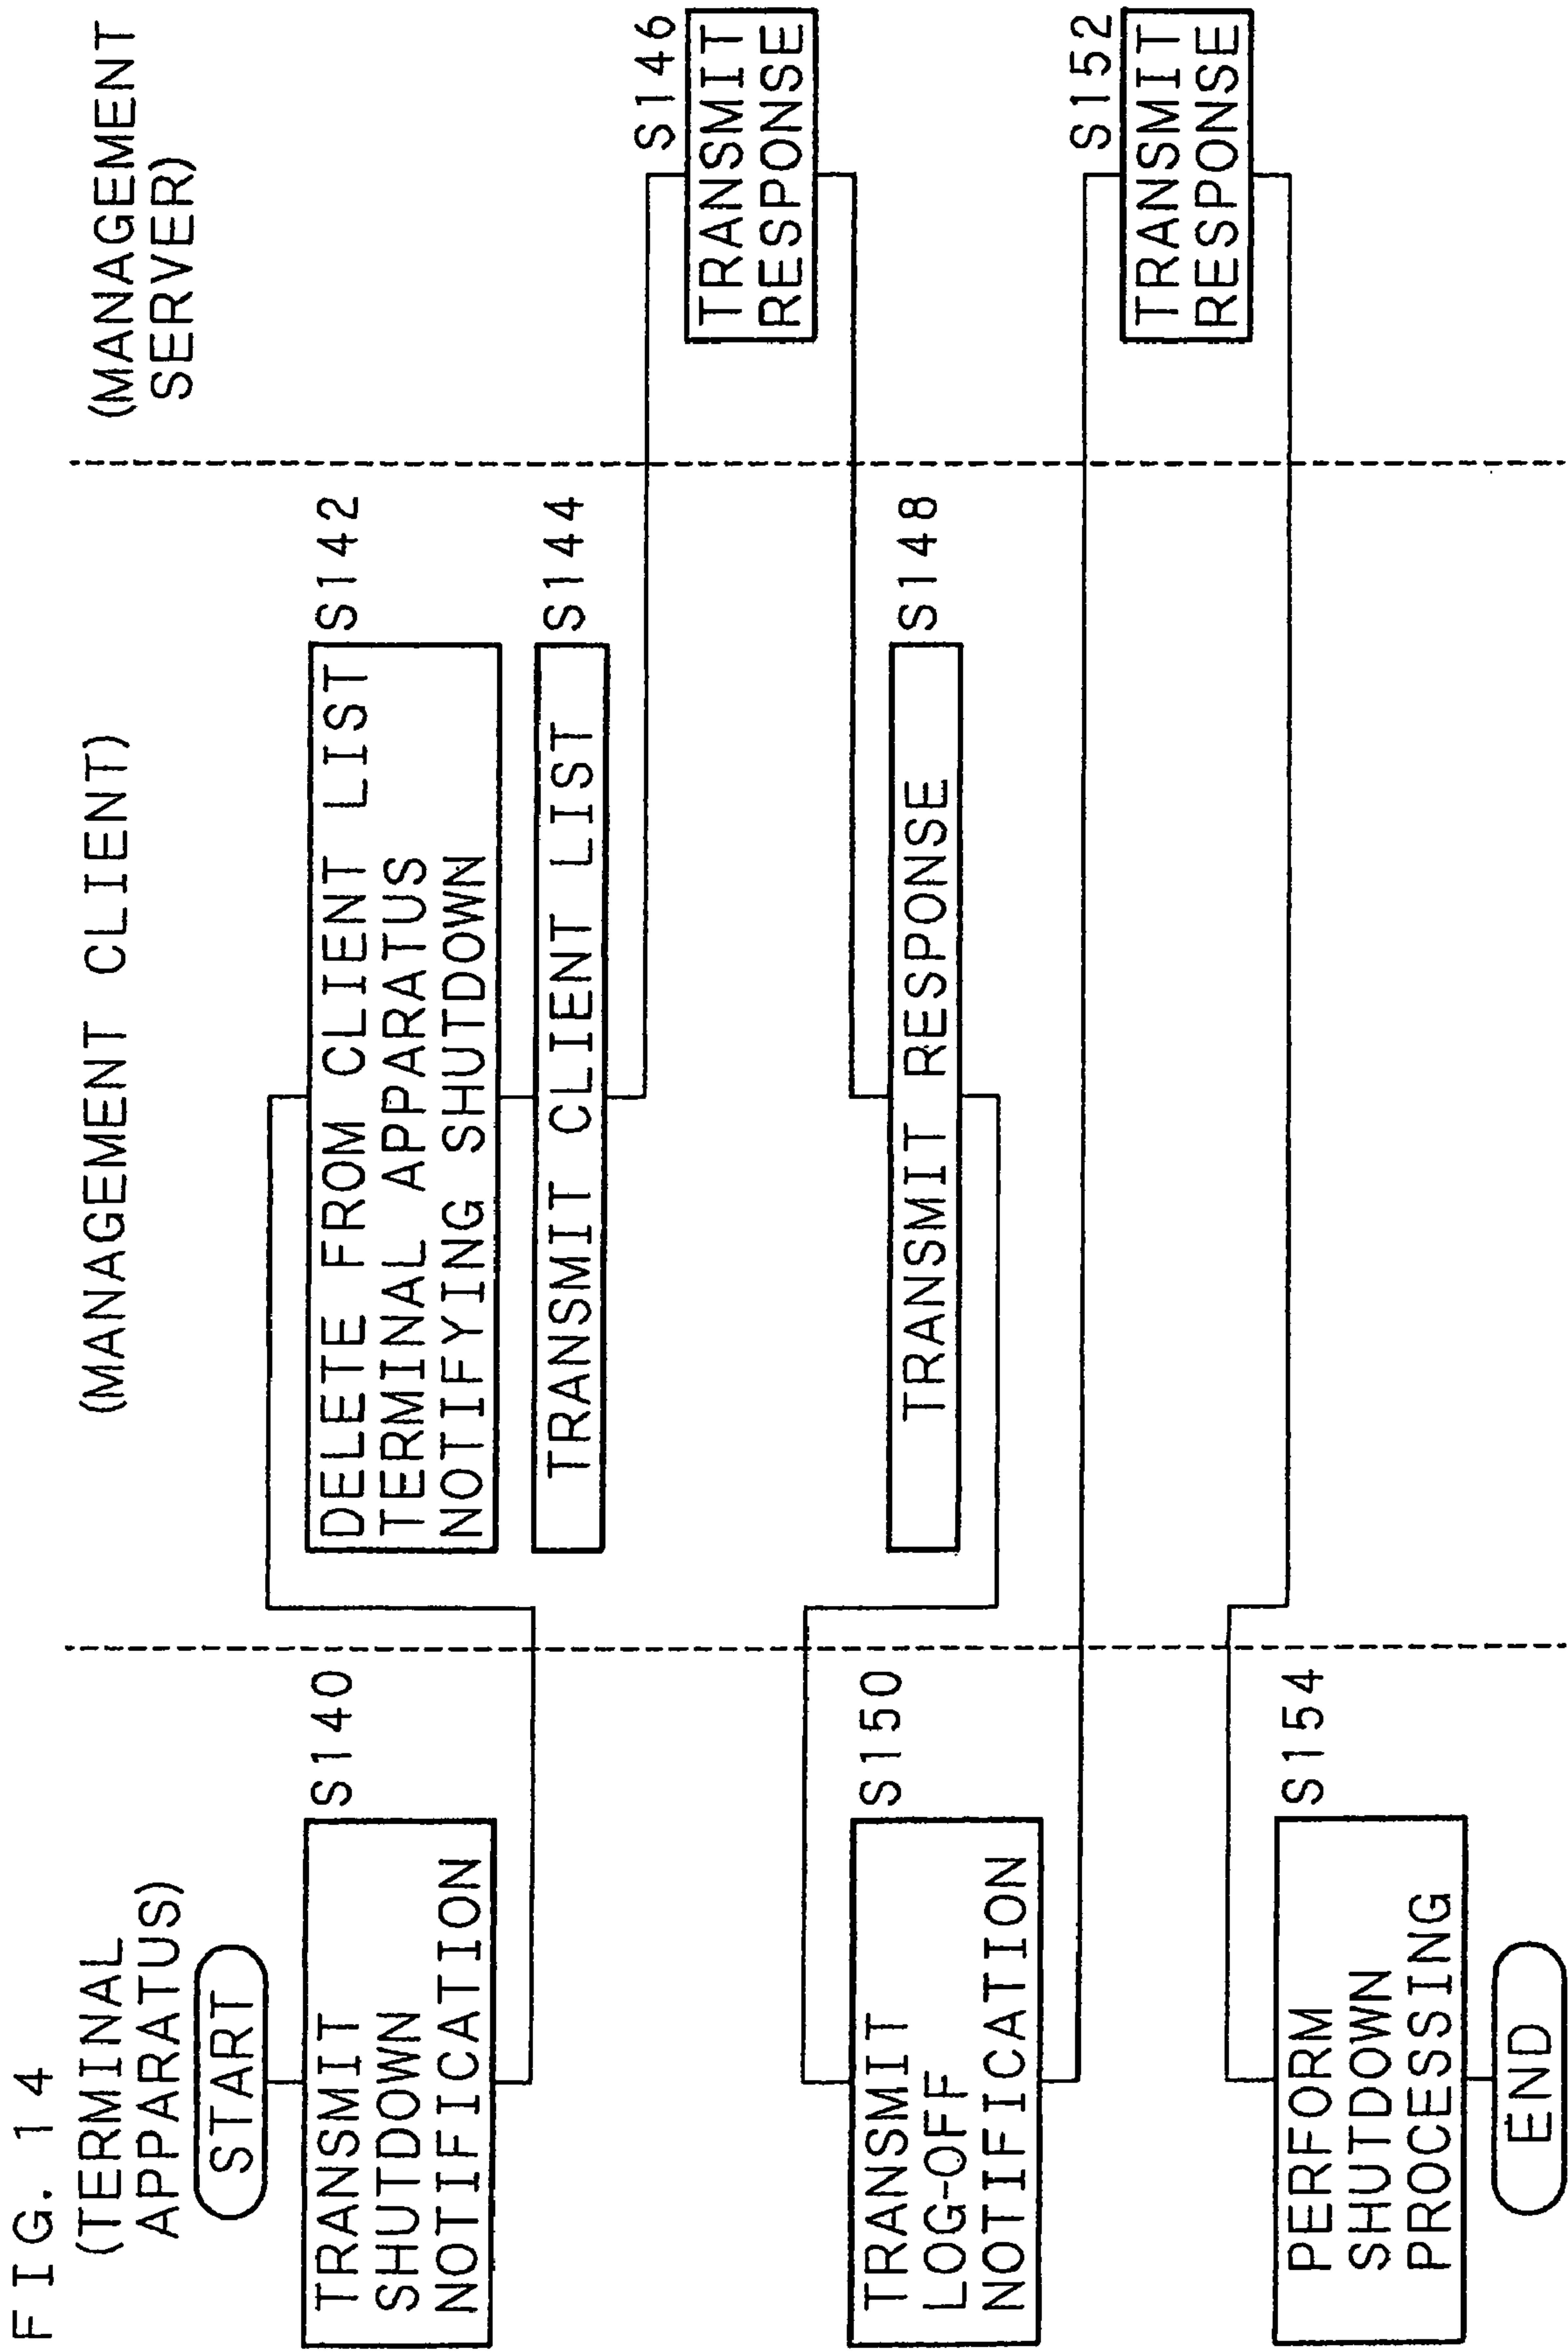 FIG. 14
(TERMINAL
APPARATUS)
(MANAGEMENT CLIENT)
(MANAGEMENT
SERVER)
START
S140
TRANSMIT
SHUTDOWN
NOTIFICATION
S142
DELETE FROM CLIENT LIST
TERMINAL APPARATUS
NOTIFYING SHUTDOWN
S144
TRANSMIT CLIENT LIST
S146
TRANSMIT
RESPONSE
S148
TRANSMIT RESPONSE
S150
TRANSMIT
LOG-OFF
NOTIFICATION
S152
TRANSMIT
RESPONSE
S154
PERFORM
SHUTDOWN
PROCESSING
END